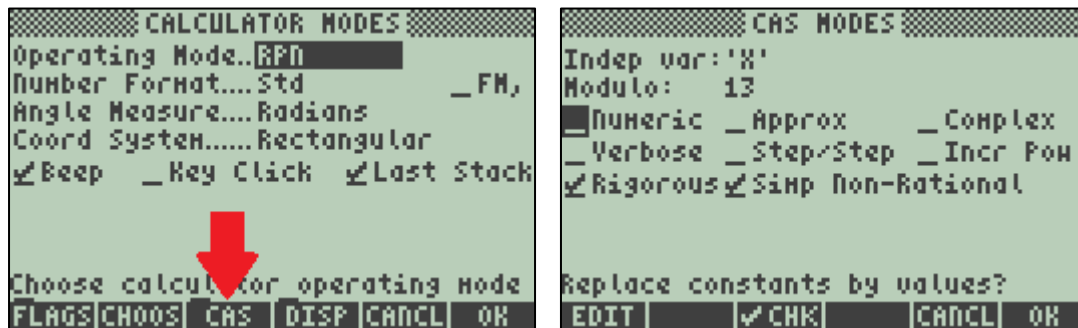 CALCULATOR MODES
Operating Mode..RPN
Number Format....Std _FM,
Angle Measure....Radians
Coord System......Rectangular
✓Beep _Key Click ✓Last Stack
Choose calcul tor operating mode
FLAGS CHOOS CAS DISP CANCL OK
CAS MODES
Indep var:'X'
Modulo: 13
_Numeric _Approx _Complex
_Verbose _Step/Step _Incr Pow
✓Rigorous ✓Simp Non-Rational
Replace constants by values?
EDIT ✓CHK CANCL OK